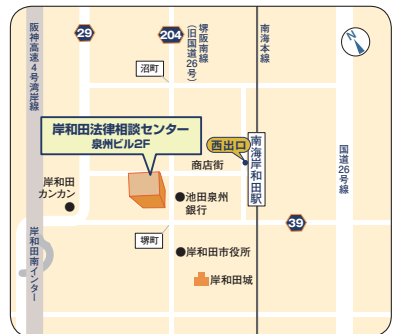 阪神高速4号湾岸線
29
204
堺阪南線
(旧国道26号)
南海本線
N
沼町
岸和田法律相談センター
泉州ビル2F
西出口
南海岸和田駅
商店街
国道26号線
岸和田
カンカン
池田泉州
銀行
39
堺町
岸和田市役所
岸和田城
岸和田南インター